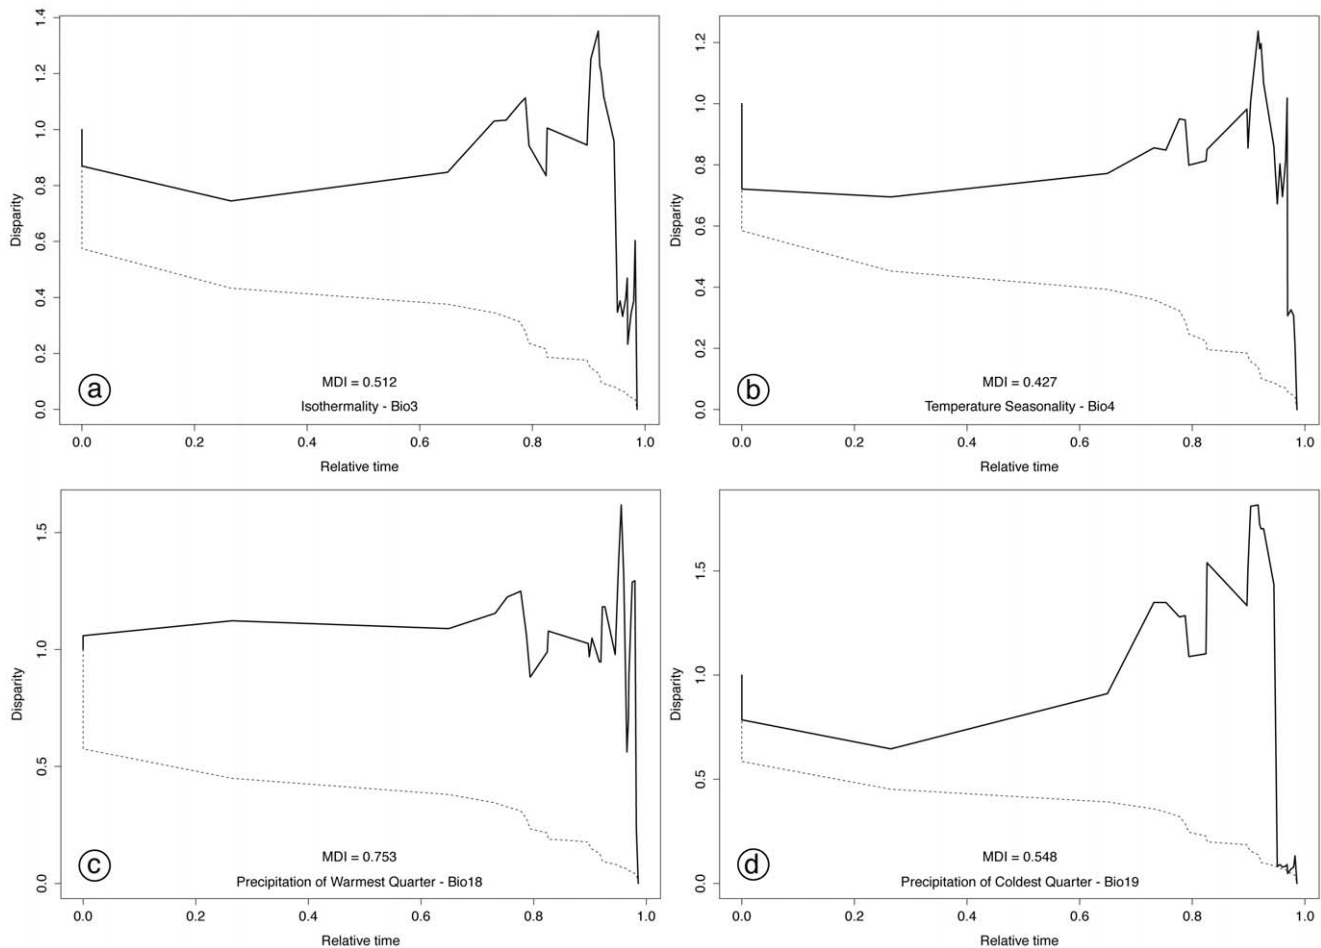 1.4
1.2
1.0
0.8
0.6
0.4
0.2
0.0
Disparity
a
MDI = 0.512
Isothermality - Bio3
0.0 0.2 0.4 0.6 0.8 1.0
Relative time
1.2
1.0
0.8
0.6
0.4
0.2
0.0
Disparity
b
MDI = 0.427
Temperature Seasonality - Bio4
0.0 0.2 0.4 0.6 0.8 1.0
Relative time
1.5
1.0
0.5
0.0
Disparity
c
MDI = 0.753
Precipitation of Warmest Quarter - Bio18
0.0 0.2 0.4 0.6 0.8 1.0
Relative time
1.5
1.0
0.5
0.0
Disparity
d
MDI = 0.548
Precipitation of Coldest Quarter - Bio19
0.0 0.2 0.4 0.6 0.8 1.0
Relative time